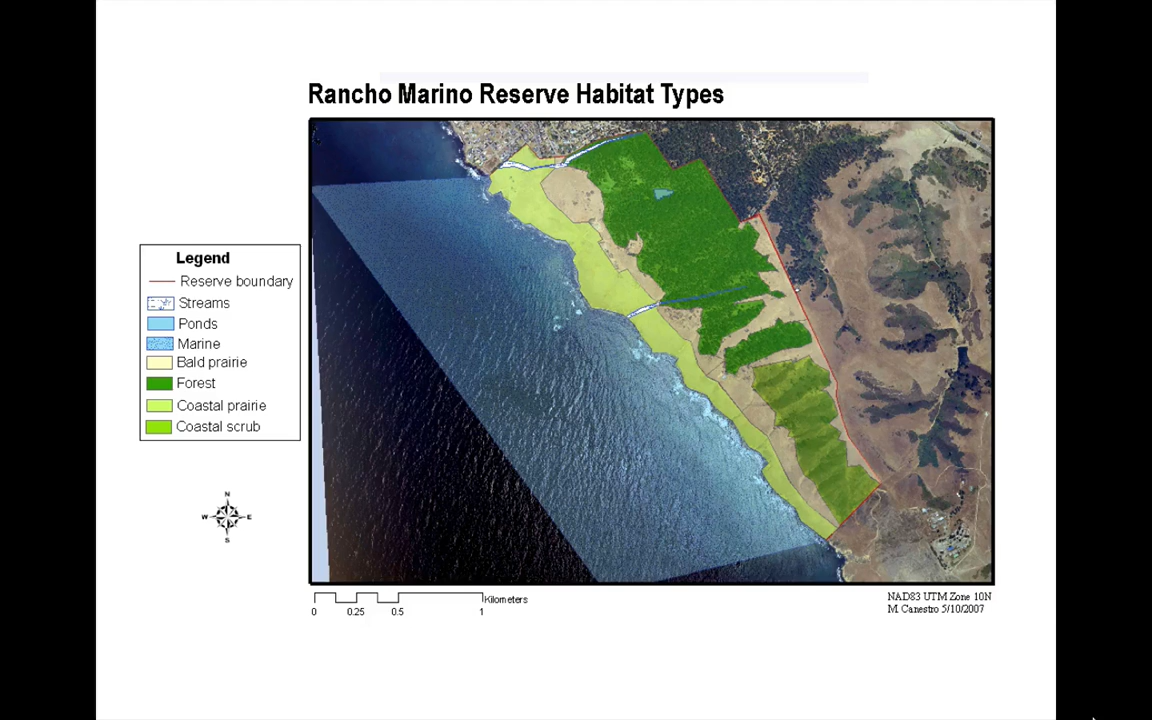 Rancho Marino Reserve Habitat Types
Legend
Reserve boundary
Streams
Ponds
Marine
Bald prairie
Forest
Coastal prairie
Coastal scrub
N
W E
S
Kilometers
0 0.25 0.5 1
NAD83 UTM Zone 10N
M. Canestro 5/10/2007